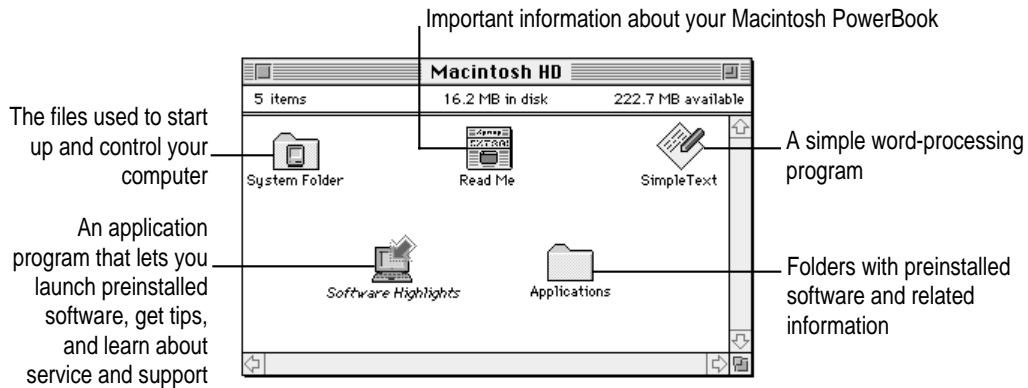 Important information about your Macintosh PowerBook
Macintosh HD
5 items 16.2 MB in disk 222.7 MB available
The files used to start
up and control your
computer
System Folder
EXTRA!
Read Me
SimpleText
A simple word-processing
program
An application
program that lets you
launch preinstalled
software, get tips,
and learn about
service and support
Software Highlights
Applications
Folders with preinstalled
software and related
information